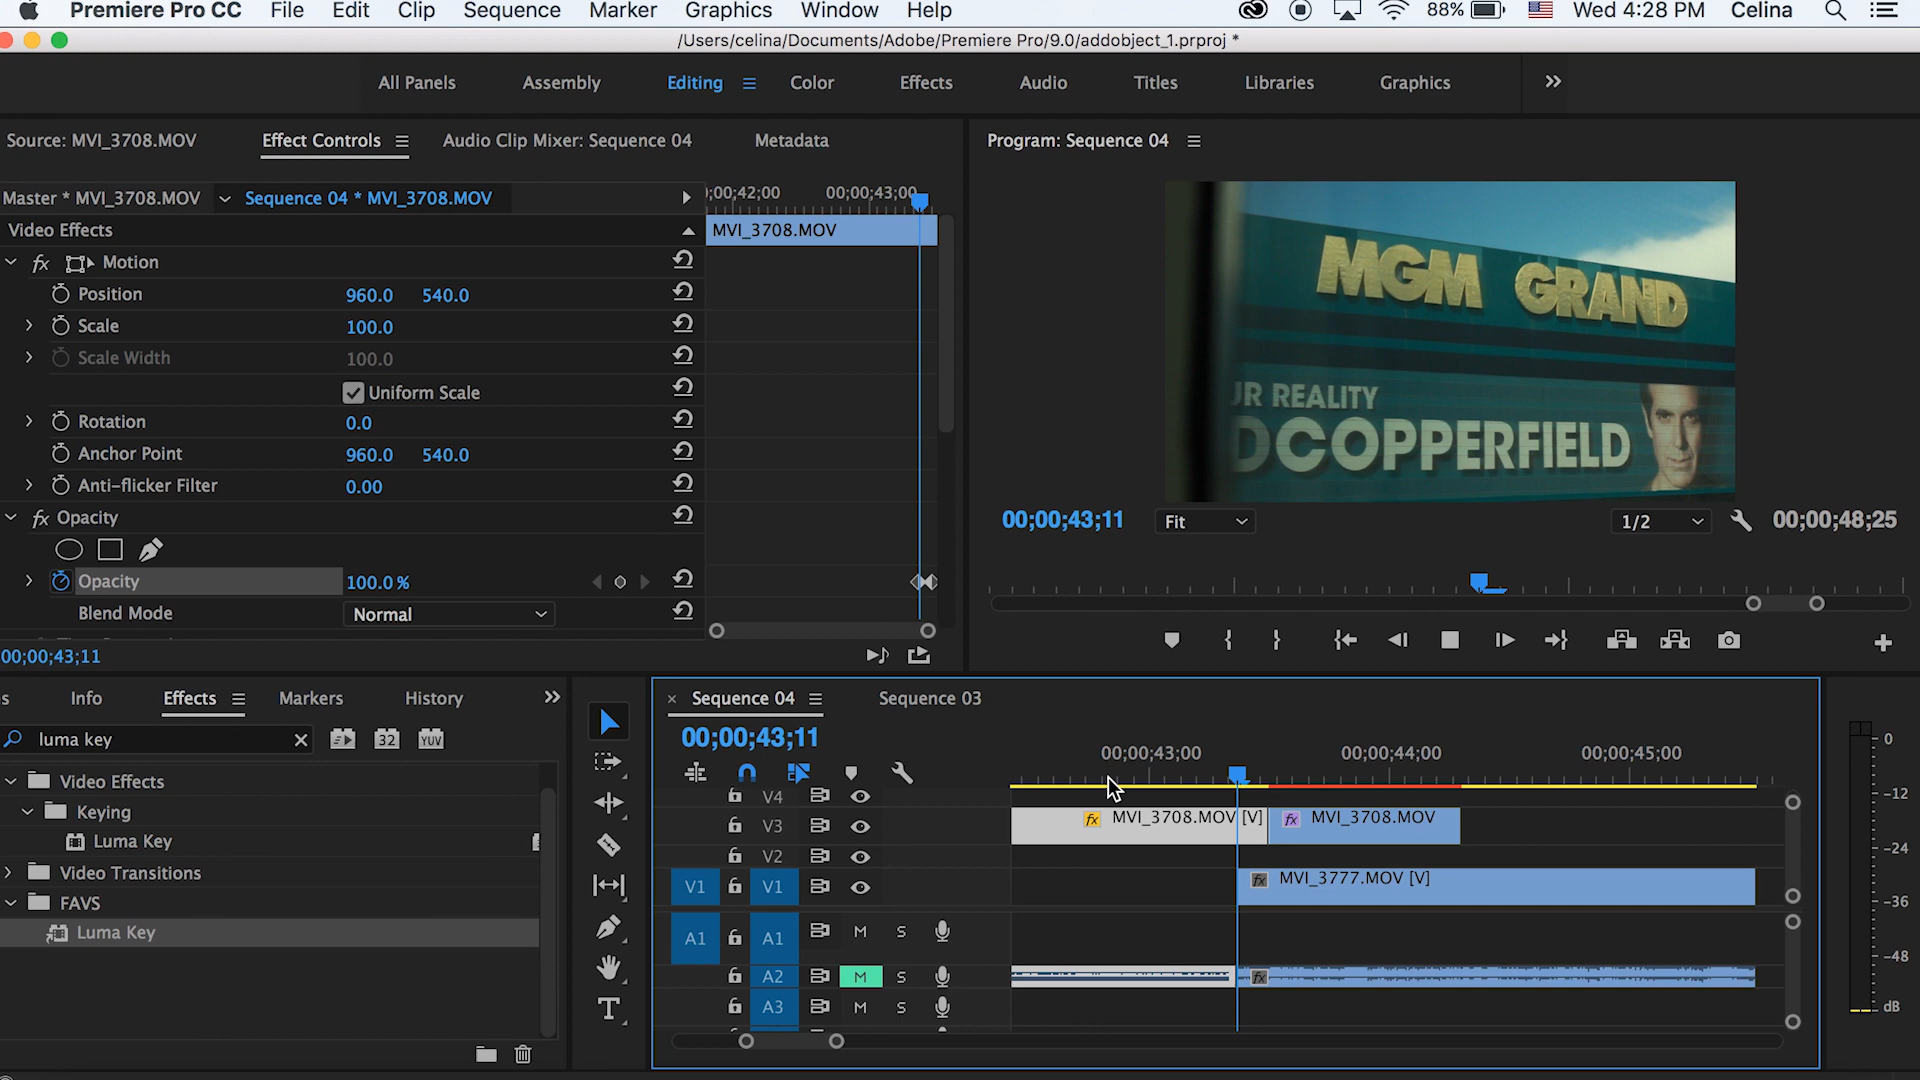 Premiere Pro CC File Edit Clip Sequence Marker Graphics Window Help 88% Wed 4:28 PM Celina
/Users/celina/Documents/Adobe/Premiere Pro/9.0/addobject_1.prproj *
All Panels Assembly Editing Color Effects Audio Titles Libraries Graphics
Source: MVI_3708.MOV Effect Controls Audio Clip Mixer: Sequence 04 Metadata
Program: Sequence 04
Master * MVI_3708.MOV Sequence 04 * MVI_3708.MOV
;00;42;00 00;00;43;00
Video Effects
MVI_3708.MOV
fx Motion
Position 960.0 540.0
Scale 100.0
Scale Width 100.0
Uniform Scale
Rotation 0.0
Anchor Point 960.0 540.0
Anti-flicker Filter 0.00
fx Opacity
Opacity 100.0 %
Blend Mode Normal
00;00;43;11
MGM GRAND
UR REALITY
DCOPPERFIELD
00;00;43;11 Fit 1/2 00;00;48;25
s Info Effects Markers History
luma key 32 YUV
Video Effects
Keying
Luma Key
Video Transitions
FAVS
Luma Key
T
× Sequence 04 Sequence 03
00;00;43;11
00;00;43;00 00;00;44;00 00;00;45;00
V4
V3 fx MVI_3708.MOV [V] fx MVI_3708.MOV
V2
V1 V1 fx MVI_3777.MOV [V]
A1 A1 M S
A2 M S fx
A3 M S
0
-12
-24
-36
-48
dB